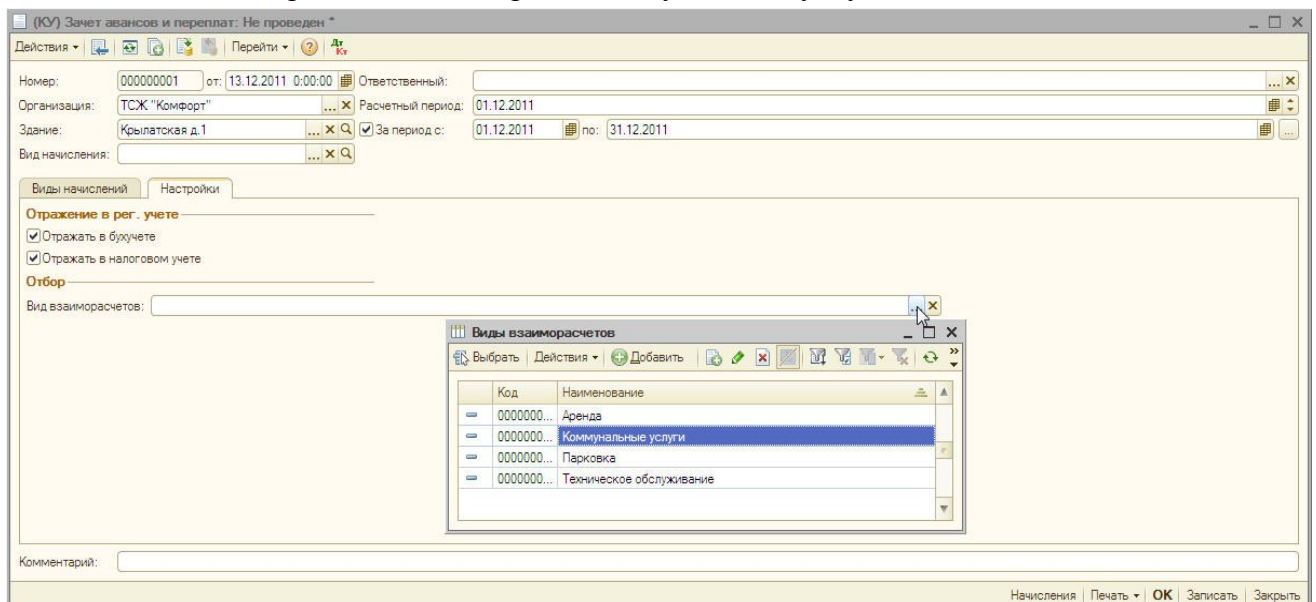 (КУ) Зачет авансов и переплат: Не проведен *
Действия Перейти Дт Кт
Номер: 000000001 от: 13.12.2011 0:00:00 Ответственный: ...
Организация: ТСЖ "Комфорт" ... Расчетный период: 01.12.2011
Здание: Крылатская д.1 ... За период с: 01.12.2011 по: 31.12.2011 ...
Вид начисления: ...
Виды начислений Настройки
Отражение в рег. учете
Отражать в бухучете
Отражать в налоговом учете
Отбор
Вид взаиморасчетов:
Виды взаиморасчетов
Выбрать Действия Добавить
Код Наименование
0000000... Аренда
0000000... Коммунальные услуги
0000000... Парковка
0000000... Техническое обслуживание
Комментарий:
Начисления Печать OK Записать Закрыть